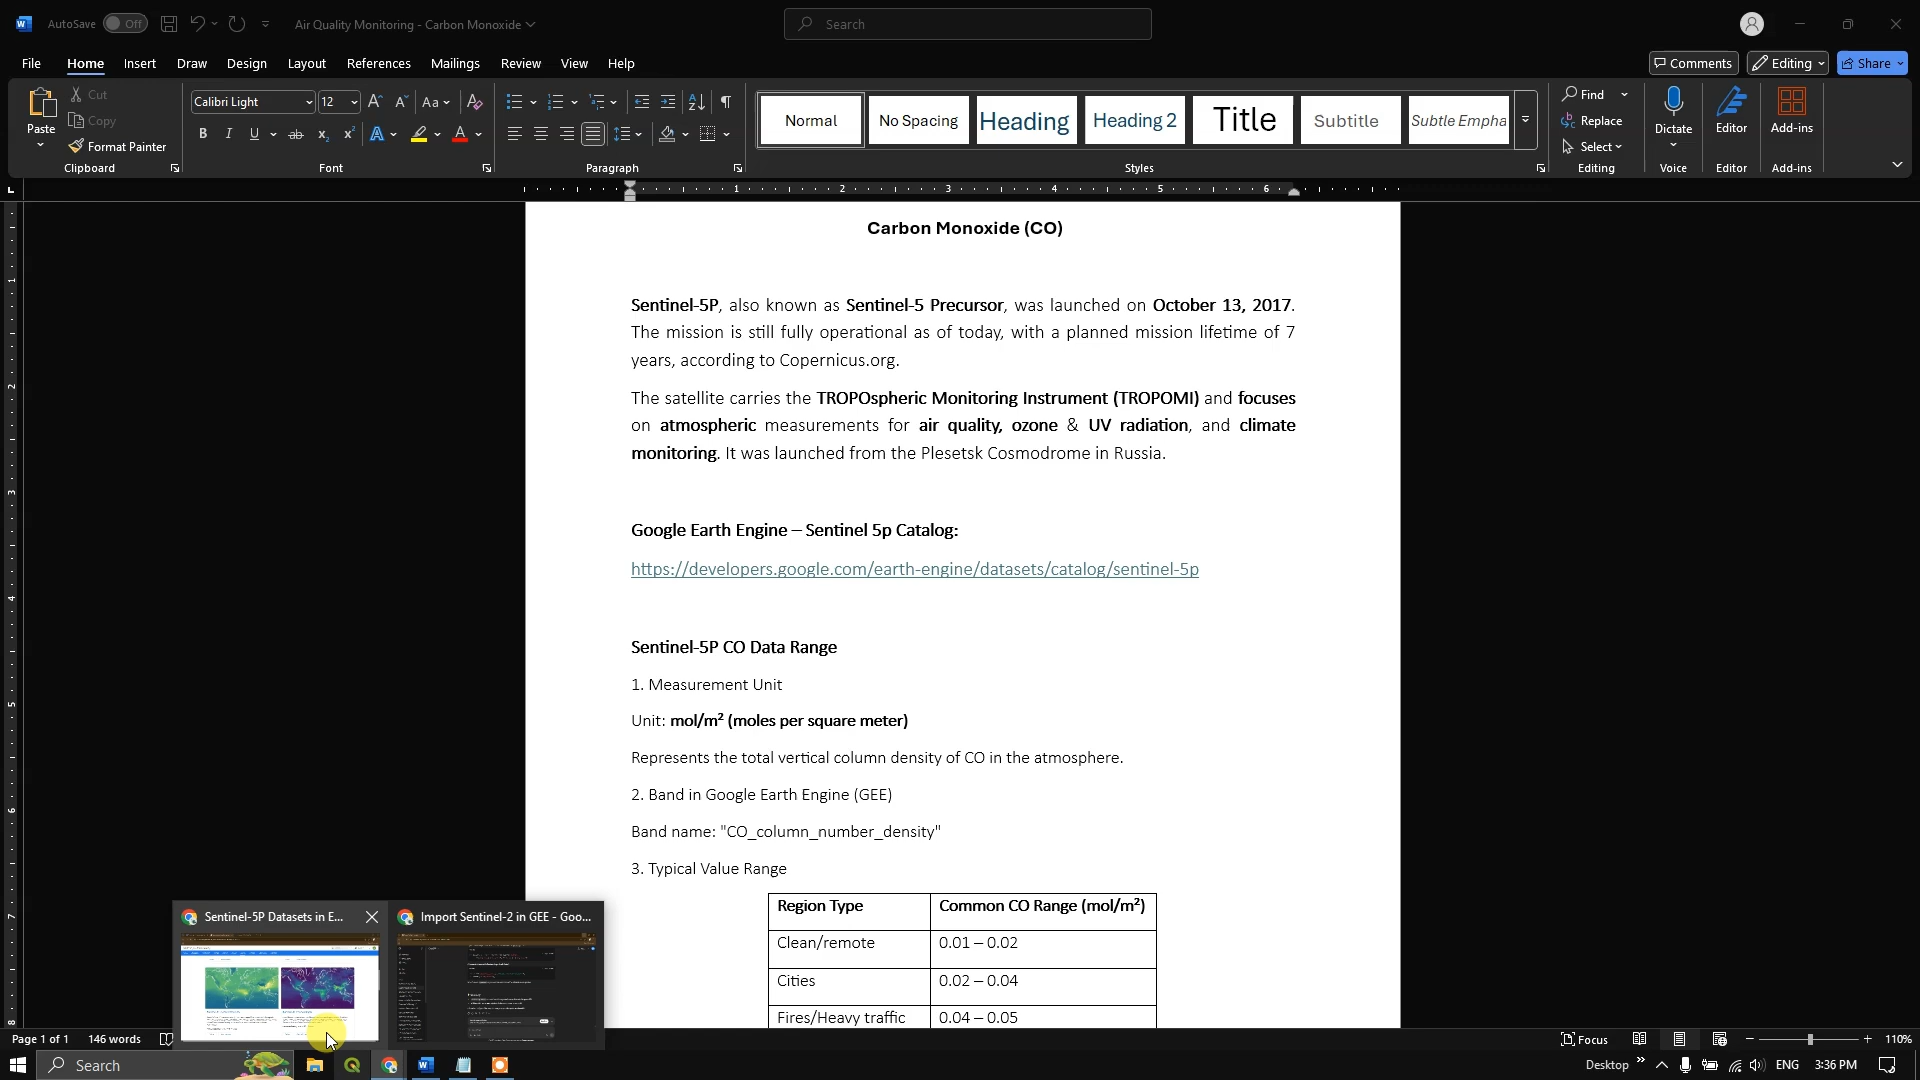 AutoSave Off Air Quality Monitoring - Carbon Monoxide Search
File Home Insert Draw Design Layout References Mailings Review View Help Comments Editing Share
Paste Cut Copy Format Painter Clipboard
Calibri Light 12 Aa Font
Paragraph
Normal No Spacing Heading Heading 2 Title Subtitle Subtle Empha Styles
Find Replace Select Editing
Dictate Voice
Editor Editor
Add-ins Add-ins
1 2 3 4 5 6
Carbon Monoxide (CO)
Sentinel-5P, also known as Sentinel-5 Precursor, was launched on October 13, 2017.
The mission is still fully operational as of today, with a planned mission lifetime of 7
years, according to Copernicus.org.
The satellite carries the TROPOspheric Monitoring Instrument (TROPOMI) and focuses
on atmospheric measurements for air quality, ozone & UV radiation, and climate
monitoring. It was launched from the Plesetsk Cosmodrome in Russia.
Google Earth Engine – Sentinel 5p Catalog:
https://developers.google.com/earth-engine/datasets/catalog/sentinel-5p
Sentinel-5P CO Data Range
1. Measurement Unit
Unit: mol/m² (moles per square meter)
Represents the total vertical column density of CO in the atmosphere.
2. Band in Google Earth Engine (GEE)
Band name: "CO_column_number_density"
3. Typical Value Range
Region Type Common CO Range (mol/m²)
Clean/remote 0.01 – 0.02
Cities 0.02 – 0.04
Fires/Heavy traffic 0.04 – 0.05
Sentinel-5P Datasets in E... Import Sentinel-2 in GEE - Goo...
Page 1 of 1 146 words Focus 110%
Search Desktop ENG 3:36 PM